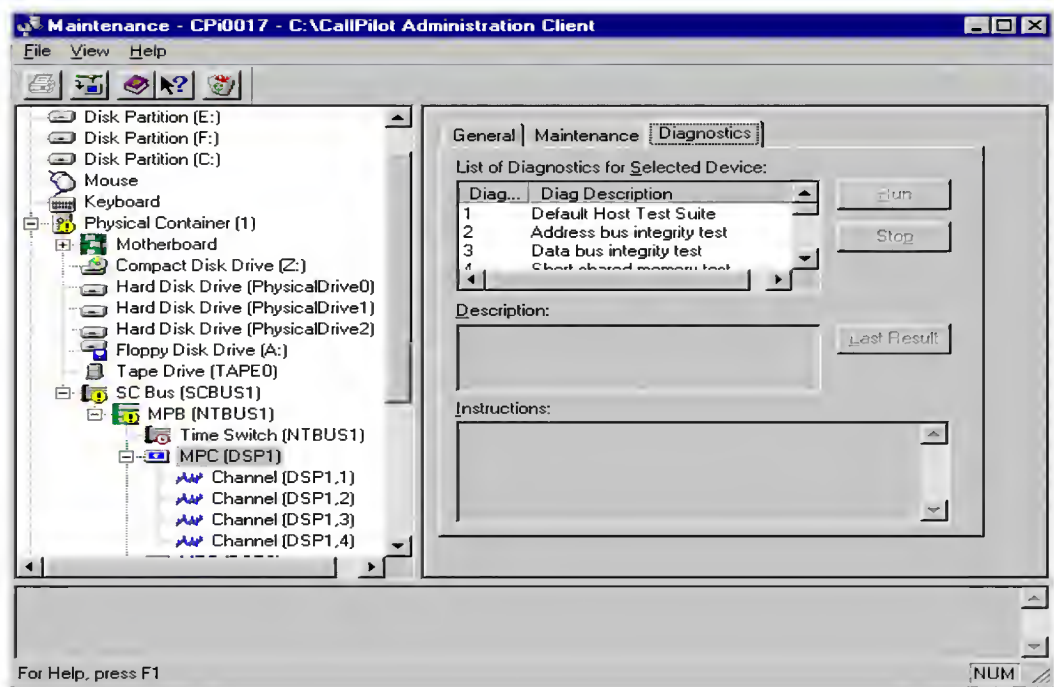 Maintenance - CPi0017 - C:\CallPilot Administration Client
File View Help
Disk Partition (E:)
Disk Partition (F:)
Disk Partition (C:)
Mouse
Keyboard
Physical Container (1)
Motherboard
Compact Disk Drive (Z:)
Hard Disk Drive (PhysicalDrive0)
Hard Disk Drive (PhysicalDrive1)
Hard Disk Drive (PhysicalDrive2)
Floppy Disk Drive (A:)
Tape Drive (TAPE0)
SC Bus (SCBUS1)
MPB (NTBUS1)
Time Switch (NTBUS1)
MPC (DSP1)
Channel (DSP1,1)
Channel (DSP1,2)
Channel (DSP1,3)
Channel (DSP1,4)
General Maintenance Diagnostics
List of Diagnostics for Selected Device:
Diag... Diag Description
1 Default Host Test Suite
2 Address bus integrity test
3 Data bus integrity test
4 Short shared memory test
Run
Stop
Description:
Last Result
Instructions:
For Help, press F1
NUM